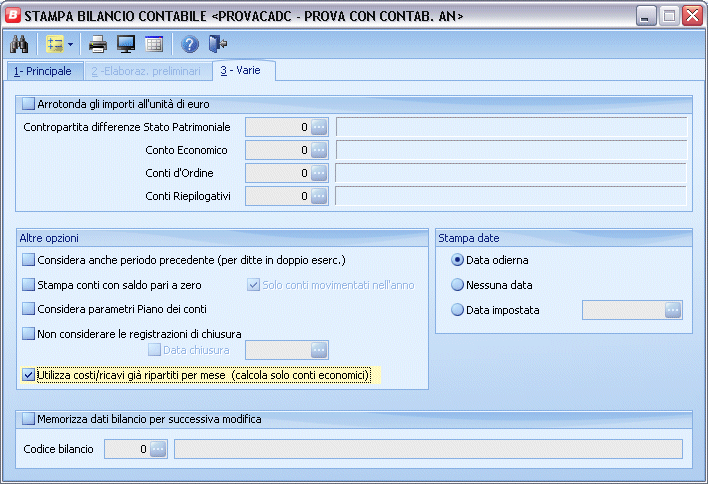 STAMPA BILANCIO CONTABILE <PROVACADC - PROVA CON CONTAB. AN>
1- Principale 2 -Elaboraz. preliminari 3 - Varie
Arrotonda gli importi all'unità di euro
Contropartita differenze Stato Patrimoniale 0
Conto Economico 0
Conti d'Ordine 0
Conti Riepilogativi 0
Altre opzioni
Considera anche periodo precedente (per ditte in doppio eserc.)
Stampa conti con saldo pari a zero Solo conti movimentati nell'anno
Considera parametri Piano dei conti
Non considerare le registrazioni di chiusura
Data chiusura
Utilizza costi/ricavi già ripartiti per mese (calcola solo conti economici)
Stampa date
Data odierna
Nessuna data
Data impostata
Memorizza dati bilancio per successiva modifica
Codice bilancio 0